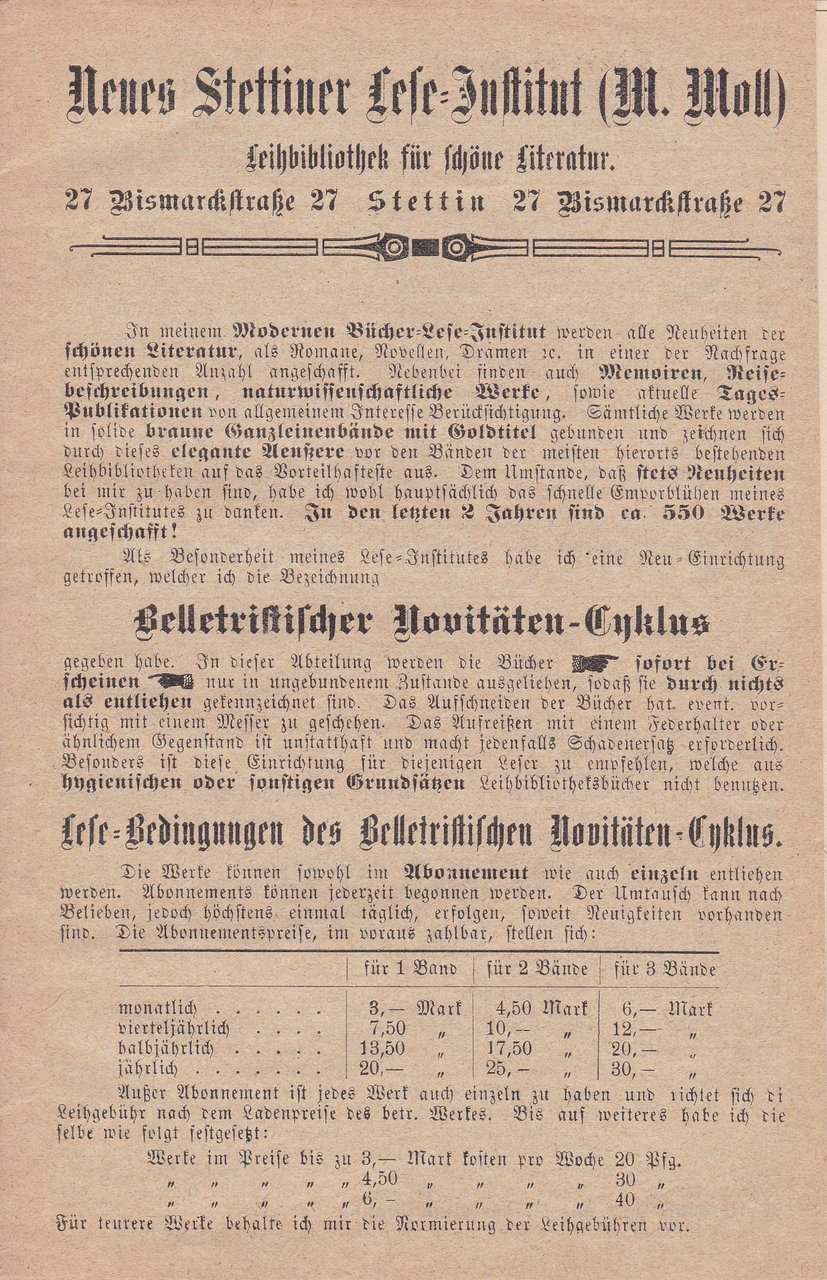 Neues Stettiner Lese-Institut (M. Moll)
Leihbibliothek für schöne Literatur.
27 Bismarckstraße 27 Stettin 27 Bismarckstraße 27
In meinem Modernen Bücher-Lese-Institut werden alle Neuheiten der
schönen Literatur, als Romane, Novellen, Dramen ꝛc. in einer der Nachfrage
entsprechenden Anzahl angeschafft. Nebenbei finden auch Memoiren, Reise-
beschreibungen, naturwissenschaftliche Werke, sowie aktuelle Tages-
Publikationen von allgemeinem Interesse Berücksichtigung. Sämtliche Werke werden
in solide braune Ganzleinenbände mit Goldtitel gebunden und zeichnen sich
durch dieses elegante Aeußere vor den Bänden der meisten hierorts bestehenden
Leihbibliotheken auf das Vorteilhafteste aus. Dem Umstande, daß stets Neuheiten
bei mir zu haben sind, habe ich wohl hauptsächlich das schnelle Emporblühen meines
Lese-Institutes zu danken. In den letzten 2 Jahren sind ca. 550 Werke
angeschafft!
Als Besonderheit meines Lese-Institutes habe ich eine Neu-Einrichtung
getroffen, welcher ich die Bezeichnung
Belletristischer Novitäten-Cyklus
gegeben habe. In dieser Abteilung werden die Bücher ☛ sofort bei Er-
scheinen ☚ nur in ungebundenem Zustande ausgeliehen, sodaß sie durch nichts
als entliehen gekennzeichnet sind. Das Aufschneiden der Bücher hat event. vor-
sichtig mit einem Messer zu geschehen. Das Aufreißen mit einem Federhalter oder
ähnlichem Gegenstand ist unstatthaft und macht jedenfalls Schadenersatz erforderlich.
Besonders ist diese Einrichtung für diejenigen Leser zu empfehlen, welche aus
hygienischen oder sonstigen Grundsätzen Leihbibliotheksbücher nicht benutzen.
Lese-Bedingungen des Belletristischen Novitäten-Cyklus.
Die Werke können sowohl im Abonnement wie auch einzeln entliehen
werden. Abonnements können jederzeit begonnen werden. Der Umtausch kann nach
Belieben, jedoch höchstens einmal täglich, erfolgen, soweit Neuigkeiten vorhanden
sind. Die Abonnementspreise, im voraus zahlbar, stellen sich:
für 1 Band für 2 Bände für 3 Bände
monatlich . . . . . . 3,— Mark 4,50 Mark 6,— Mark
vierteljährlich . . . . 7,50 „ 10,— „ 12,— „
halbjährlich . . . . . 13,50 „ 17,50 „ 20,— „
jährlich . . . . . . . 20,— „ 25,— „ 30,— „
Außer Abonnement ist jedes Werk auch einzeln zu haben und richtet sich di
Leihgebühr nach dem Ladenpreise des betr. Werkes. Bis auf weiteres habe ich die
selbe wie folgt festgesetzt:
Werke im Preise bis zu 3,— Mark kosten pro Woche 20 Pfg.
„ „ „ „ „ 4,50 „ „ „ „ 30 „
„ „ „ „ „ 6,— „ „ „ „ 40 „
Für teurere Werke behalte ich mir die Normierung der Leihgebühren vor.